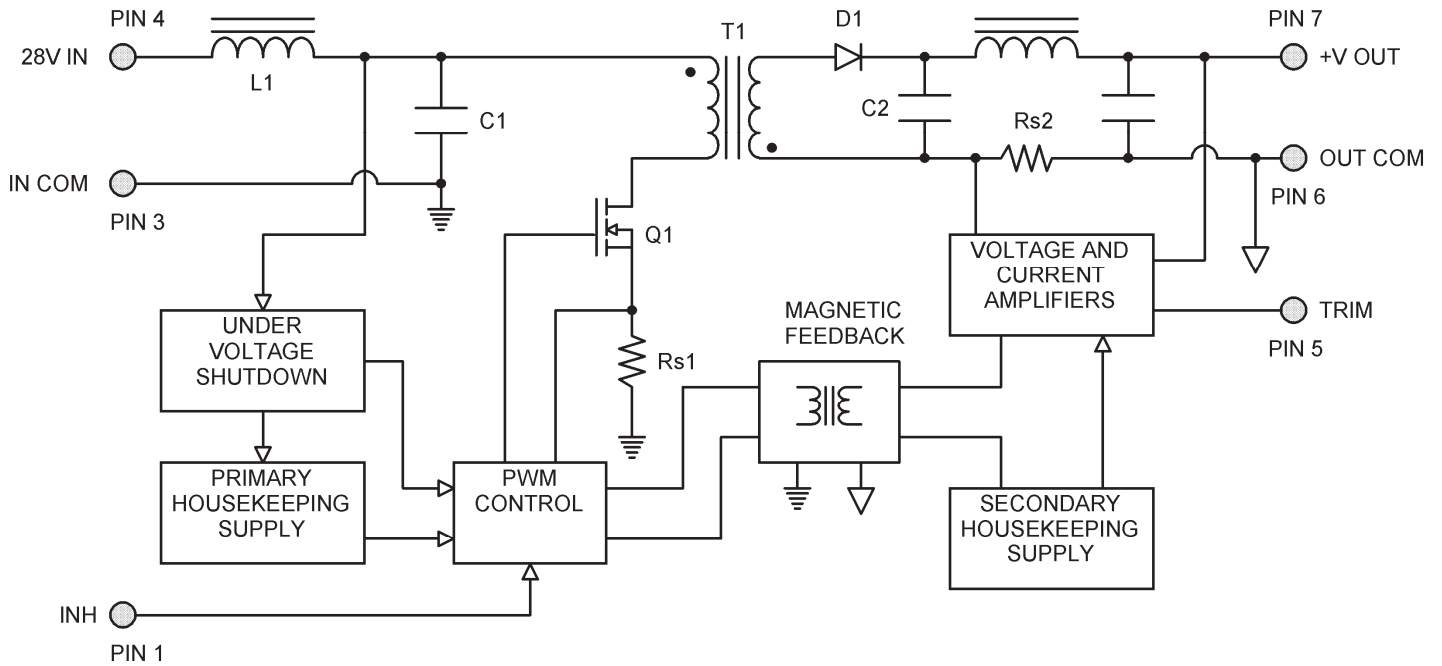 PIN 4
28V IN
L1
C1
IN COM
PIN 3
T1
D1
C2
Rs2
PIN 7
+V OUT
OUT COM
PIN 6
Q1
Rs1
UNDER
VOLTAGE
SHUTDOWN
PRIMARY
HOUSEKEEPING
SUPPLY
PWM
CONTROL
MAGNETIC
FEEDBACK
VOLTAGE AND
CURRENT
AMPLIFIERS
TRIM
PIN 5
SECONDARY
HOUSEKEEPING
SUPPLY
INH
PIN 1